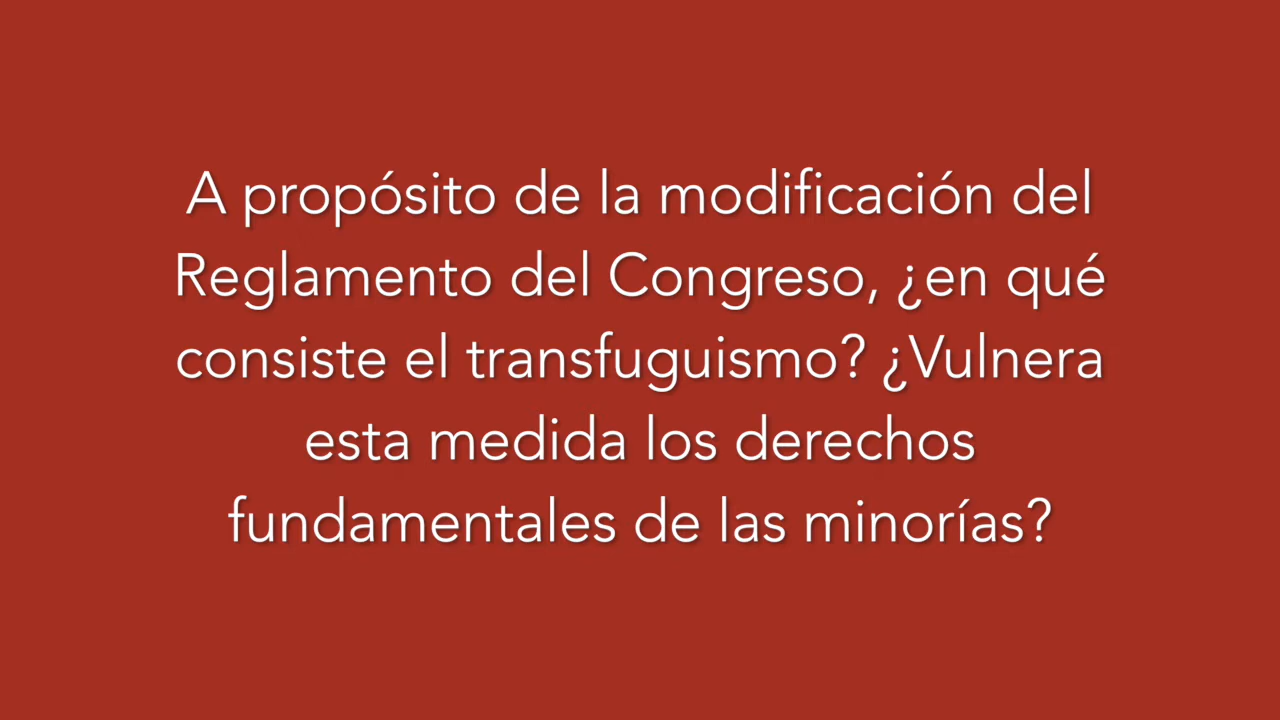 A propósito de la modificación del
Reglamento del Congreso, ¿en qué
consiste el transfuguismo? ¿Vulnera
esta medida los derechos
fundamentales de las minorías?